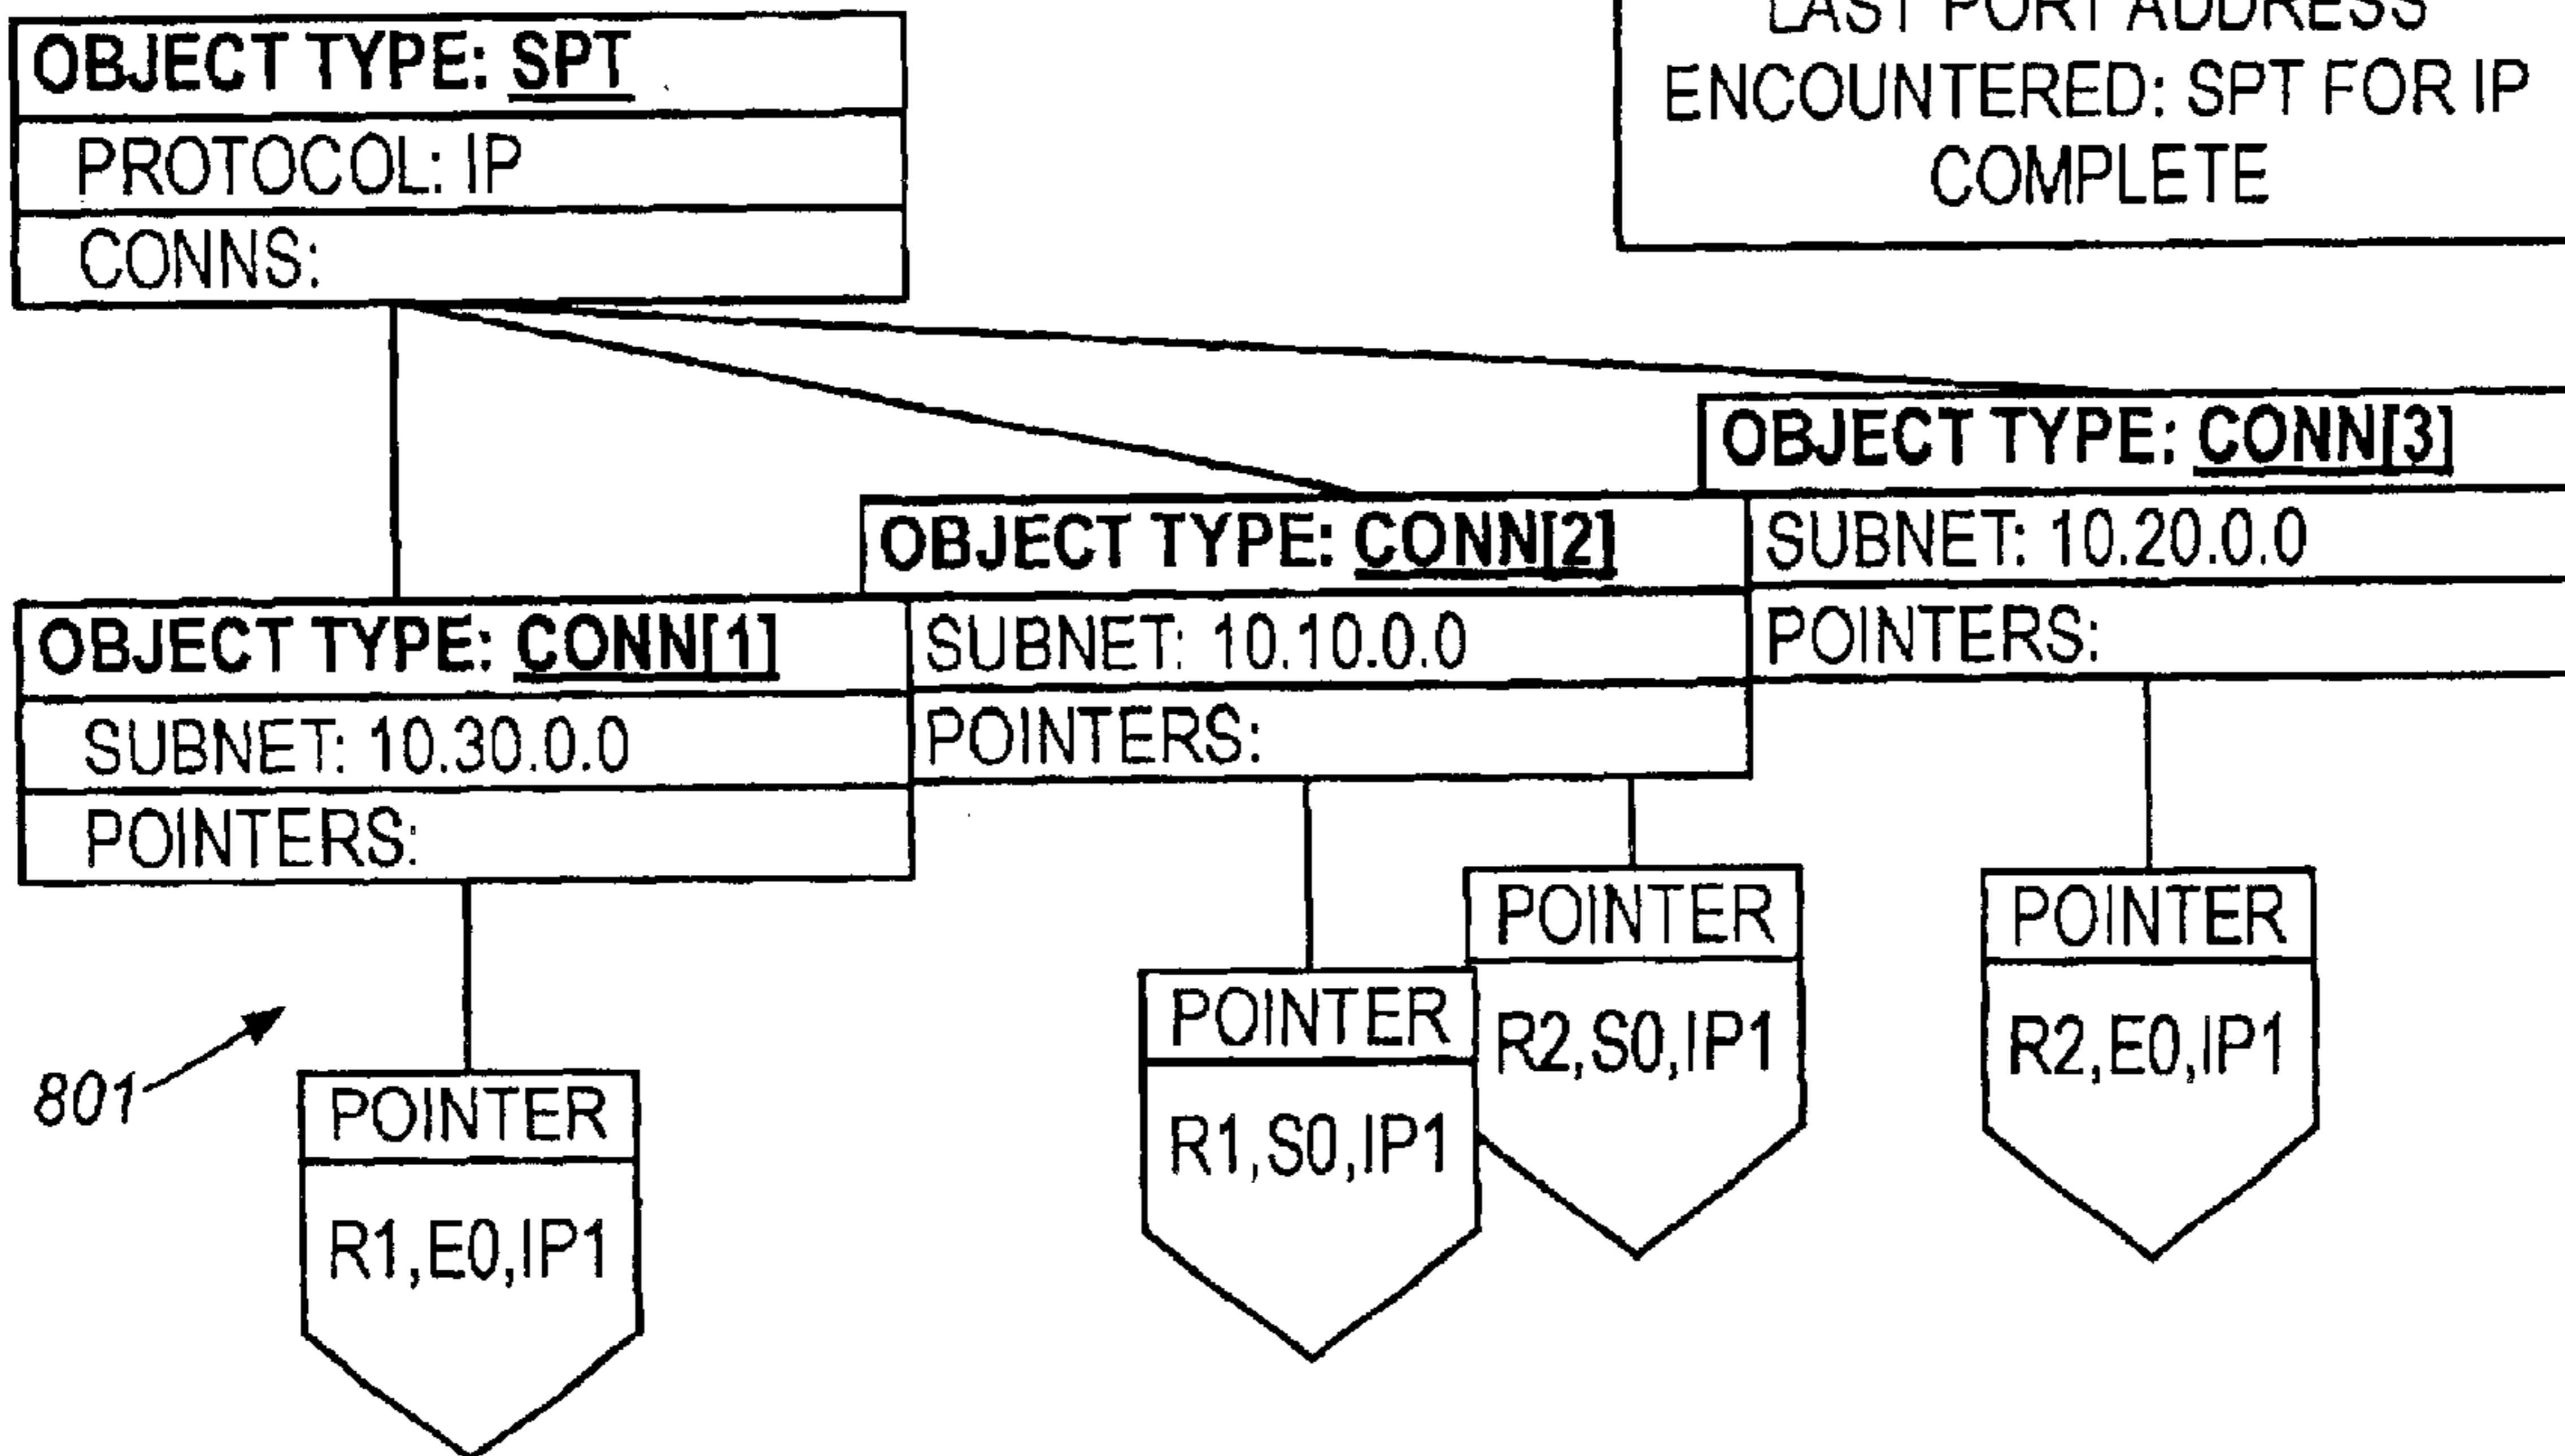 OBJECT TYPE: SPT
PROTOCOL: IP
CONNS:
LAST PORT ADDRESS
ENCOUNTERED: SPT FOR IP
COMPLETE
OBJECT TYPE: CONN[3]
SUBNET: 10.20.0.0
POINTERS:
OBJECT TYPE: CONN[2]
SUBNET: 10.10.0.0
POINTERS:
OBJECT TYPE: CONN[1]
SUBNET: 10.30.0.0
POINTERS:
POINTER
R2,S0,IP1
POINTER
R2,E0,IP1
POINTER
R1,S0,IP1
801
POINTER
R1,E0,IP1